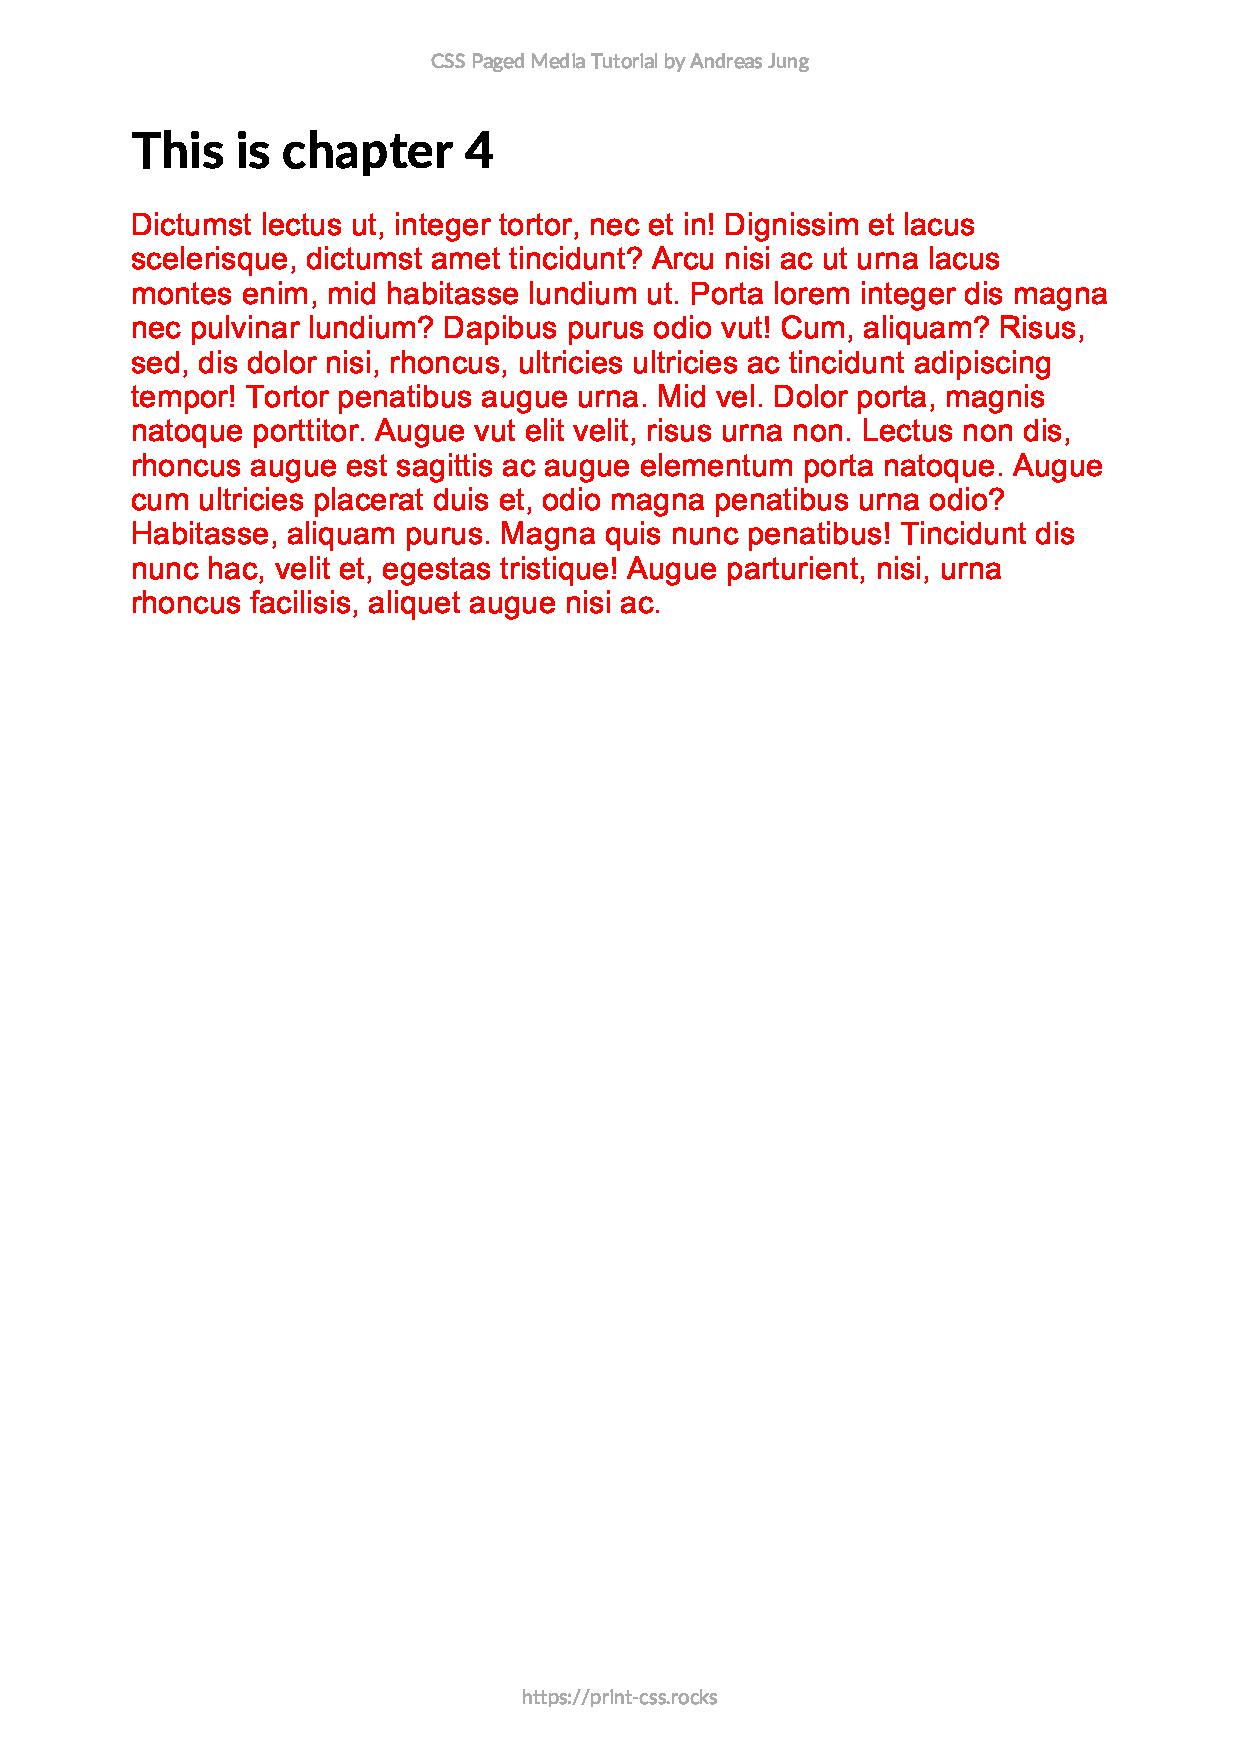 CSS Paged Media Tutorial by Andreas Jung
This is chapter 4
Dictumst lectus ut, integer tortor, nec et in! Dignissim et lacus
scelerisque, dictumst amet tincidunt? Arcu nisi ac ut urna lacus
montes enim, mid habitasse lundium ut. Porta lorem integer dis magna
nec pulvinar lundium? Dapibus purus odio vut! Cum, aliquam? Risus,
sed, dis dolor nisi, rhoncus, ultricies ultricies ac tincidunt adipiscing
tempor! Tortor penatibus augue urna. Mid vel. Dolor porta, magnis
natoque porttitor. Augue vut elit velit, risus urna non. Lectus non dis,
rhoncus augue est sagittis ac augue elementum porta natoque. Augue
cum ultricies placerat duis et, odio magna penatibus urna odio?
Habitasse, aliquam purus. Magna quis nunc penatibus! Tincidunt dis
nunc hac, velit et, egestas tristique! Augue parturient, nisi, urna
rhoncus facilisis, aliquet augue nisi ac.
https://print-css.rocks